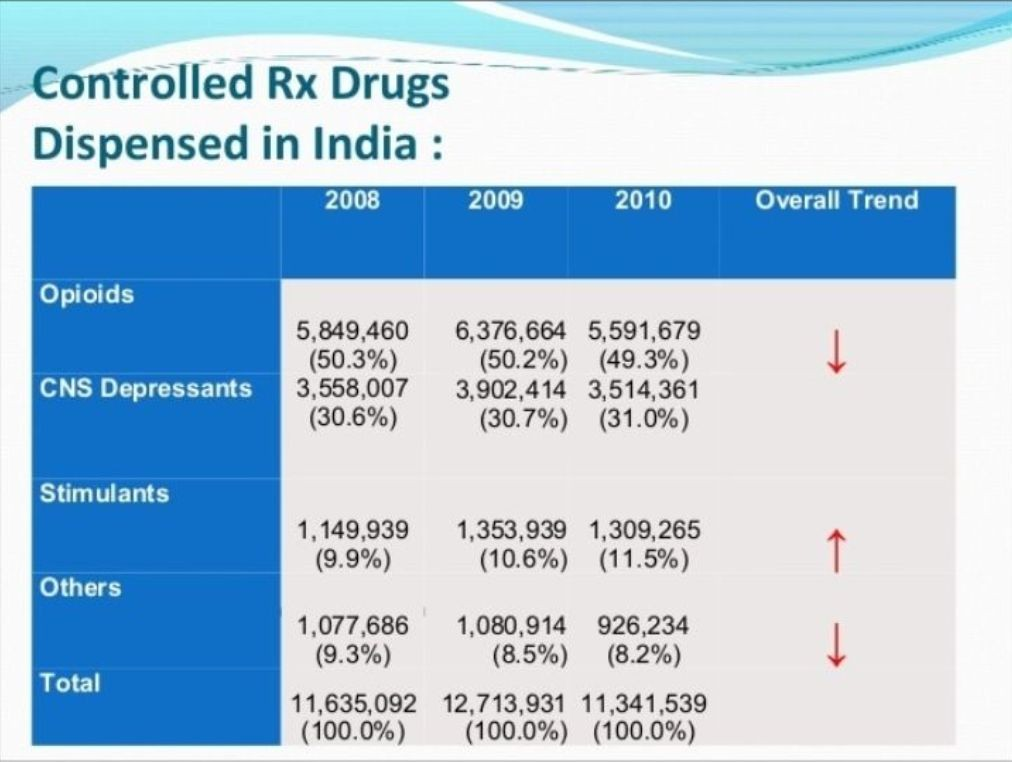 Controlled Rx Drugs
Dispensed in India :
2008 2009 2010 Overall Trend
Opioids
5,849,460 6,376,664 5,591,679 ↓
(50.3%) (50.2%) (49.3%)
CNS Depressants 3,558,007 3,902,414 3,514,361
(30.6%) (30.7%) (31.0%)
Stimulants
1,149,939 1,353,939 1,309,265 ↑
(9.9%) (10.6%) (11.5%)
Others
1,077,686 1,080,914 926,234 ↓
(9.3%) (8.5%) (8.2%)
Total
11,635,092 12,713,931 11,341,539
(100.0%) (100.0%) (100.0%)